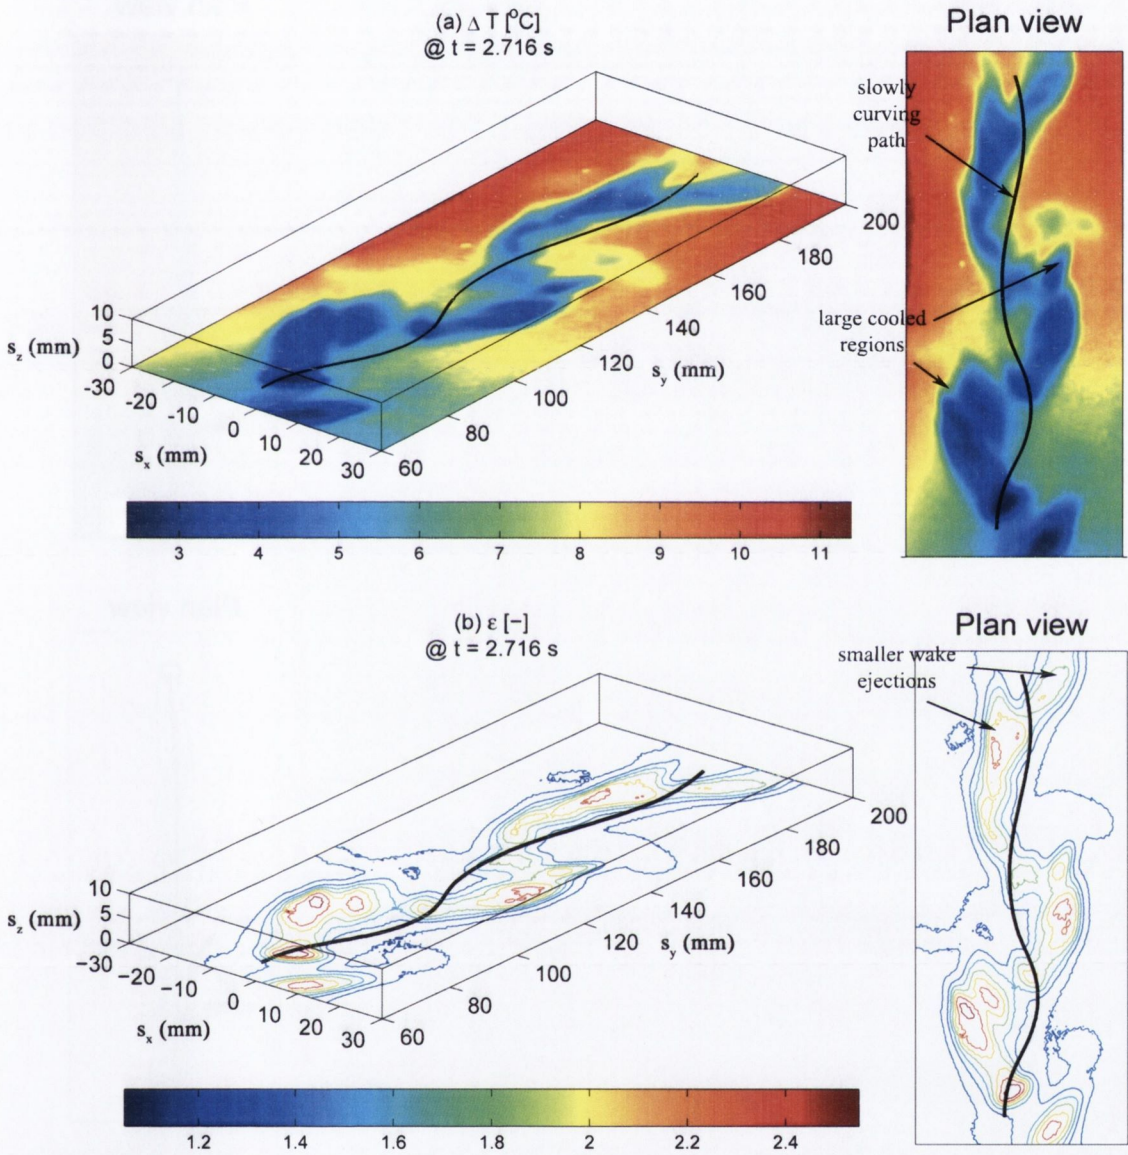 (a) Δ T [°C]
@ t = 2.716 s
Plan view
slowly
curving
path
large cooled
regions
10
5
0
s_z (mm)
-30
-20
-10
0
10
20
30
s_x (mm)
60
80
100
120
140
160
180
200
s_y (mm)
3 4 5 6 7 8 9 10 11
(b) ε [−]
@ t = 2.716 s
Plan view
smaller wake
ejections
10
5
0
s_z (mm)
−30
−20
−10
0
10
20
30
s_x (mm)
60
80
100
120
140
160
180
200
s_y (mm)
1.2 1.4 1.6 1.8 2 2.2 2.4